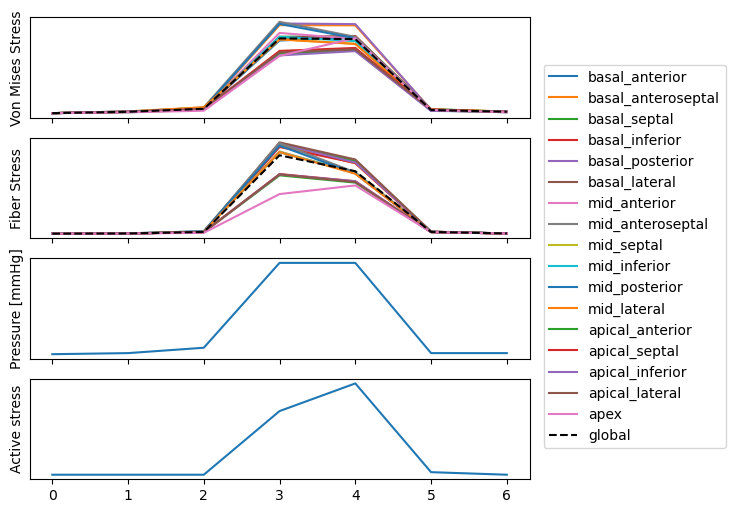 Von Mises Stress
Fiber Stress
Pressure [mmHg]
Active stress
0 1 2 3 4 5 6
basal_anterior
basal_anteroseptal
basal_septal
basal_inferior
basal_posterior
basal_lateral
mid_anterior
mid_anteroseptal
mid_septal
mid_inferior
mid_posterior
mid_lateral
apical_anterior
apical_septal
apical_inferior
apical_lateral
apex
global